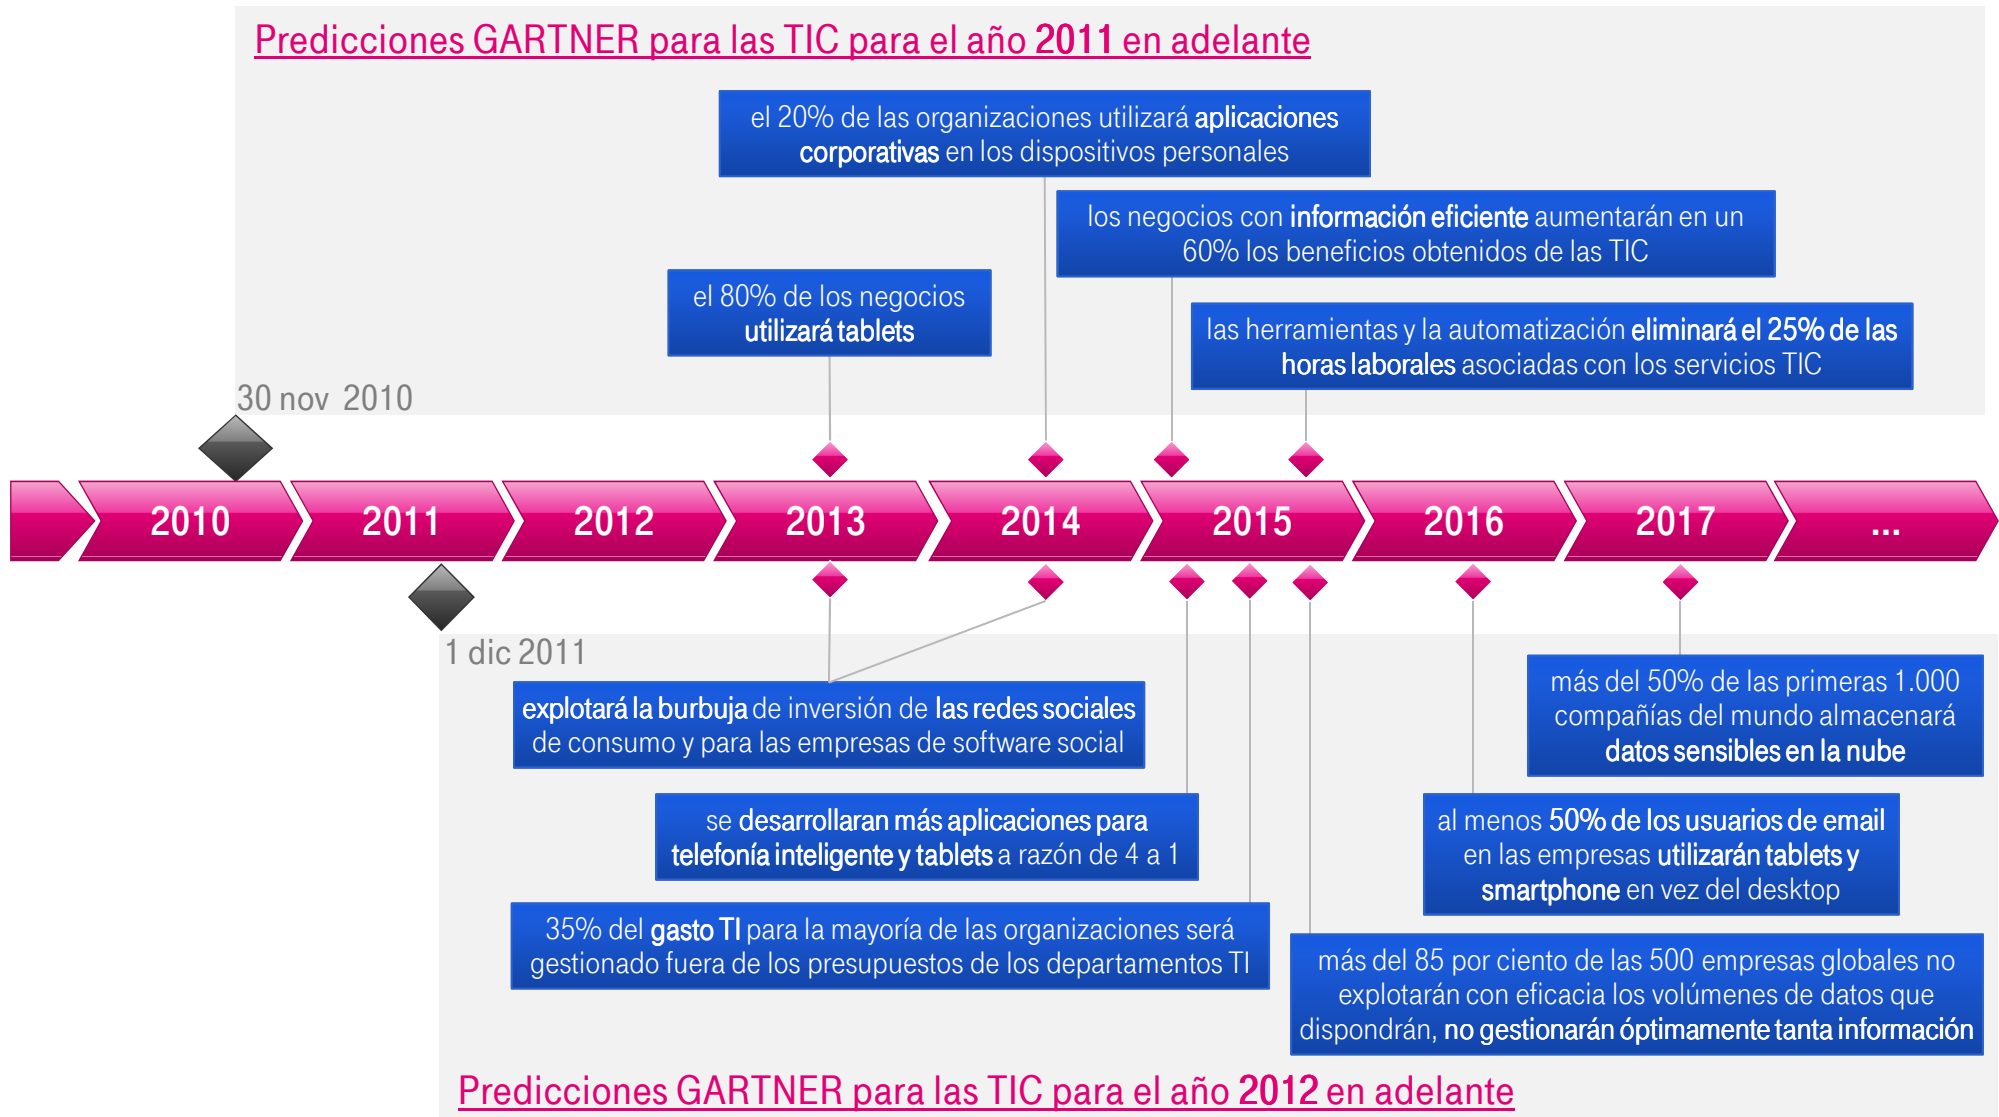 Predicciones GARTNER para las TIC para el año 2011 en adelante
el 20% de las organizaciones utilizará aplicaciones
corporativas en los dispositivos personales
los negocios con información eficiente aumentarán en un
60% los beneficios obtenidos de las TIC
el 80% de los negocios
utilizará tablets
las herramientas y la automatización eliminará el 25% de las
horas laborales asociadas con los servicios TIC
30 nov 2010
2010
2011
2012
2013
2014
2015
2016
2017
...
1 dic 2011
explotará la burbuja de inversión de las redes sociales
de consumo y para las empresas de software social
más del 50% de las primeras 1.000
compañías del mundo almacenará
datos sensibles en la nube
se desarrollaran más aplicaciones para
telefonía inteligente y tablets a razón de 4 a 1
al menos 50% de los usuarios de email
en las empresas utilizarán tablets y
smartphone en vez del desktop
35% del gasto TI para la mayoría de las organizaciones será
gestionado fuera de los presupuestos de los departamentos TI
más del 85 por ciento de las 500 empresas globales no
explotarán con eficacia los volúmenes de datos que
dispondrán, no gestionarán óptimamente tanta información
Predicciones GARTNER para las TIC para el año 2012 en adelante